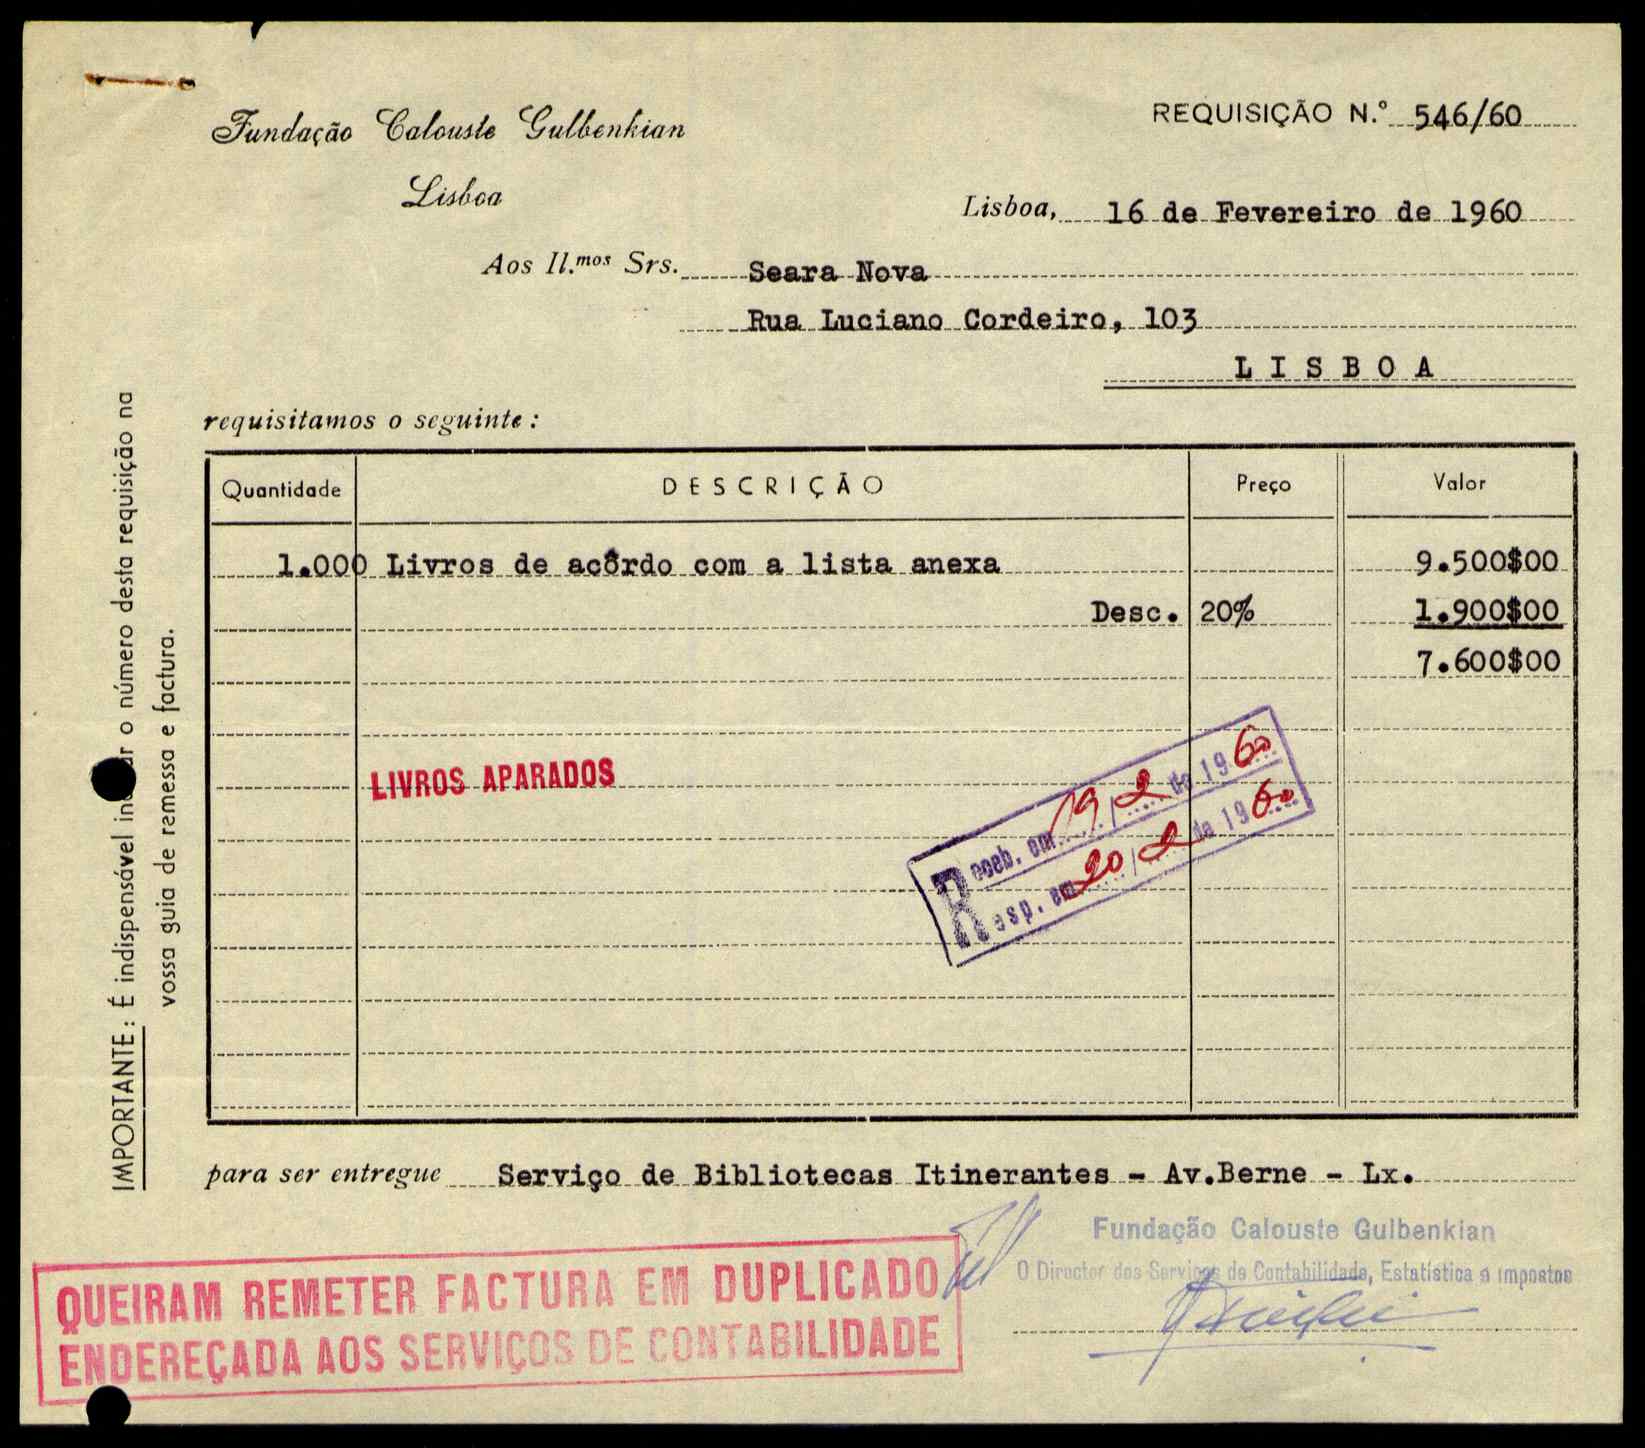 Fundação Calouste Gulbenkian
Lisboa
REQUISIÇÃO N.º 546/60
Lisboa, 16 de Fevereiro de 1960
Aos Il.mos Srs. Seara Nova
Rua Luciano Cordeiro, 103
LISBOA
requisitamos o seguinte:
Quantidade DESCRIÇÃO Preço Valor
1.000 Livros de acôrdo com a lista anexa 9.500$00
Desc. 20% 1.900$00
7.600$00
LIVROS APARADOS
Receb. em 19/2 de 1960
Resp. em 20/2 de 1960
IMPORTANTE: É indispensável o número desta requisição na
vossa guia de remessa e factura.
para ser entregue Serviço de Bibliotecas Itinerantes - Av.Berne - Lx.
Fundação Calouste Gulbenkian
O Director dos Serviços de Contabilidade, Estatística e Impostos
QUEIRAM REMETER FACTURA EM DUPLICADO
ENDEREÇADA AOS SERVIÇOS DE CONTABILIDADE